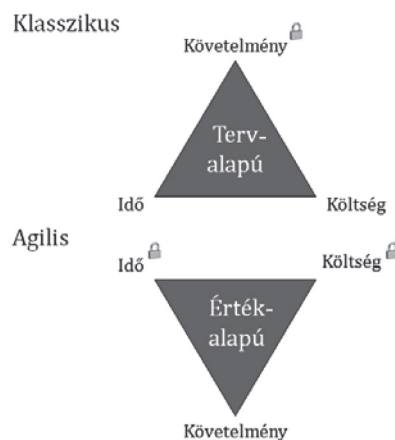 Klasszikus
Követelmény
Terv-
alapú
Idő
Költség
Agilis
Idő
Költség
Érték-
alapú
Követelmény